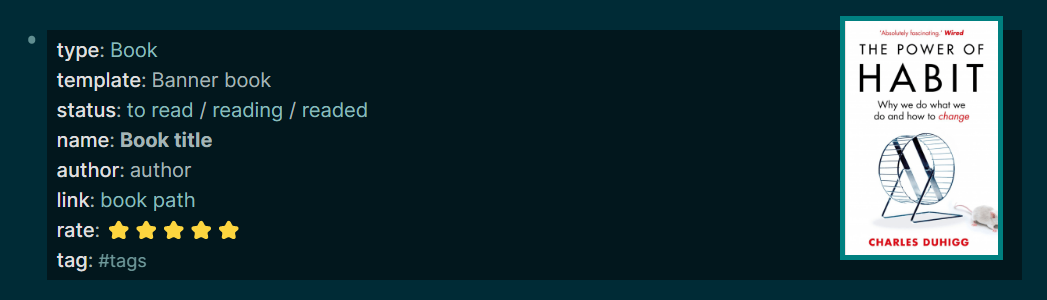 type: Book
template: Banner book
status: to read / reading / readed
name: Book title
author: author
link: book path
rate: ⭐⭐⭐⭐⭐
tag: #tags
'Absolutely fascinating.' Wired
THE POWER OF
HABIT
Why we do what we
do and how to change
CHARLES DUHIGG